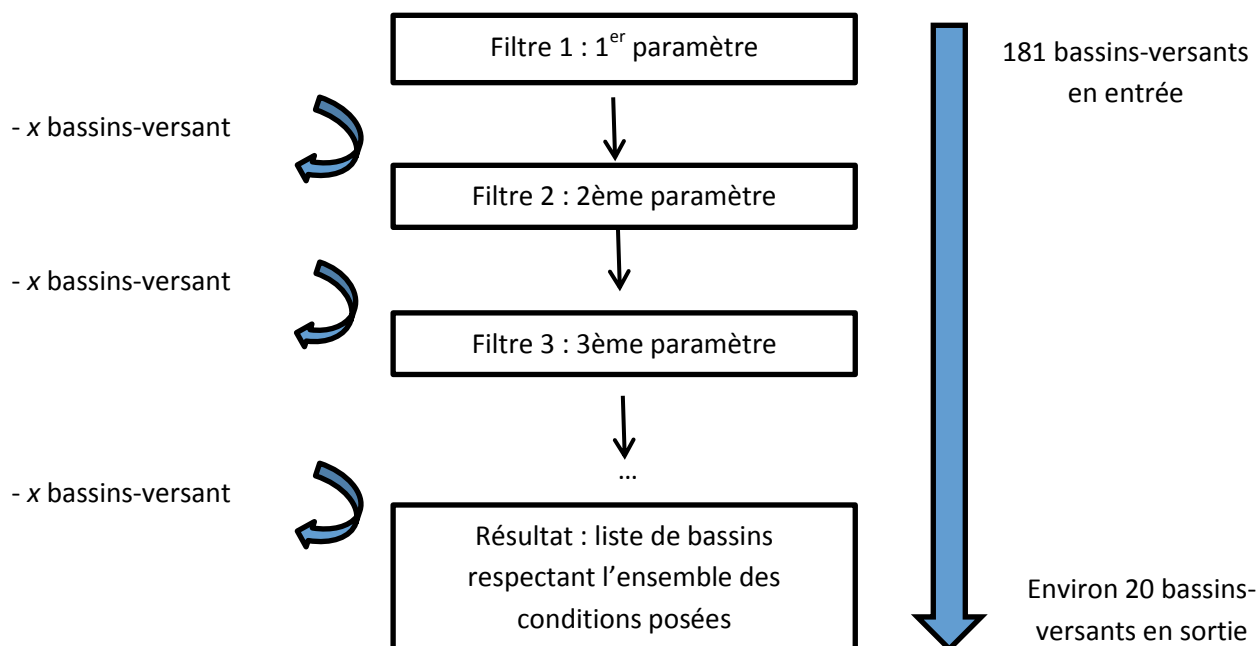 Filtre 1 : 1er paramètre
181 bassins-versants
en entrée
- x bassins-versant
Filtre 2 : 2ème paramètre
- x bassins-versant
Filtre 3 : 3ème paramètre
...
- x bassins-versant
Résultat : liste de bassins
respectant l’ensemble des
conditions posées
Environ 20 bassins-
versants en sortie